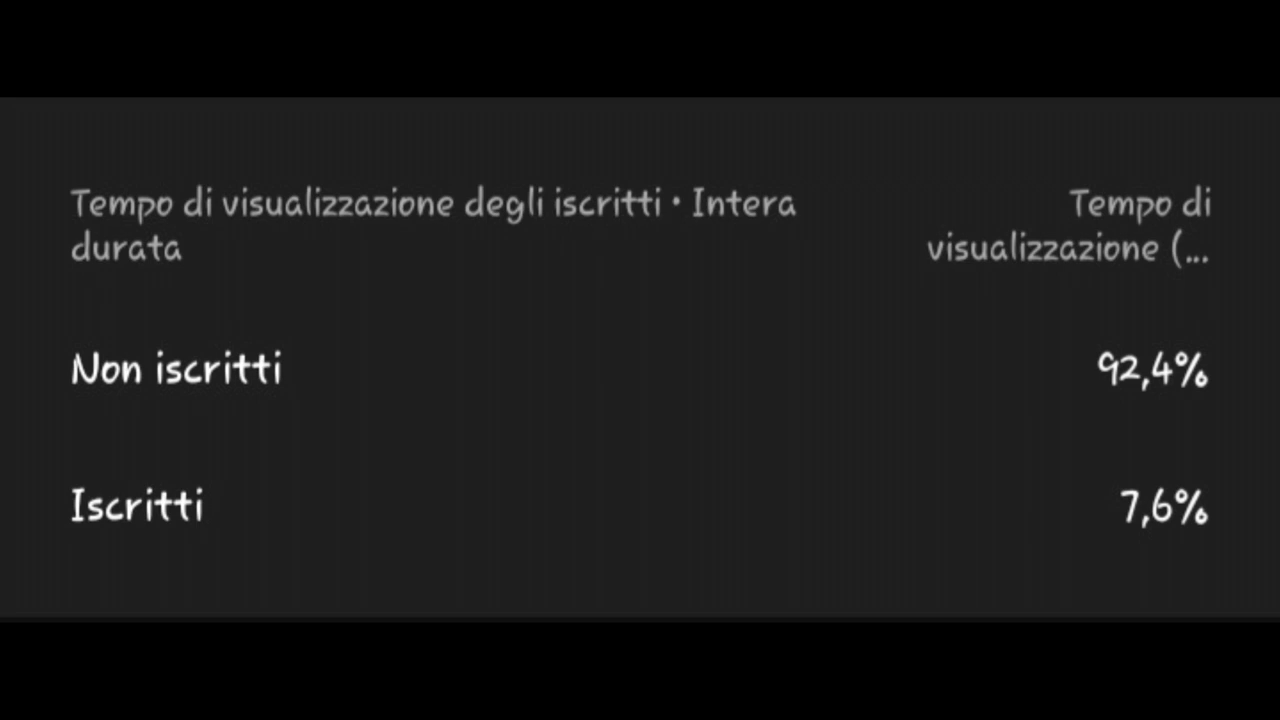 Tempo di visualizzazione degli iscritti • Intera
durata
Tempo di
visualizzazione (...
Non iscritti 92,4%
Iscritti 7,6%